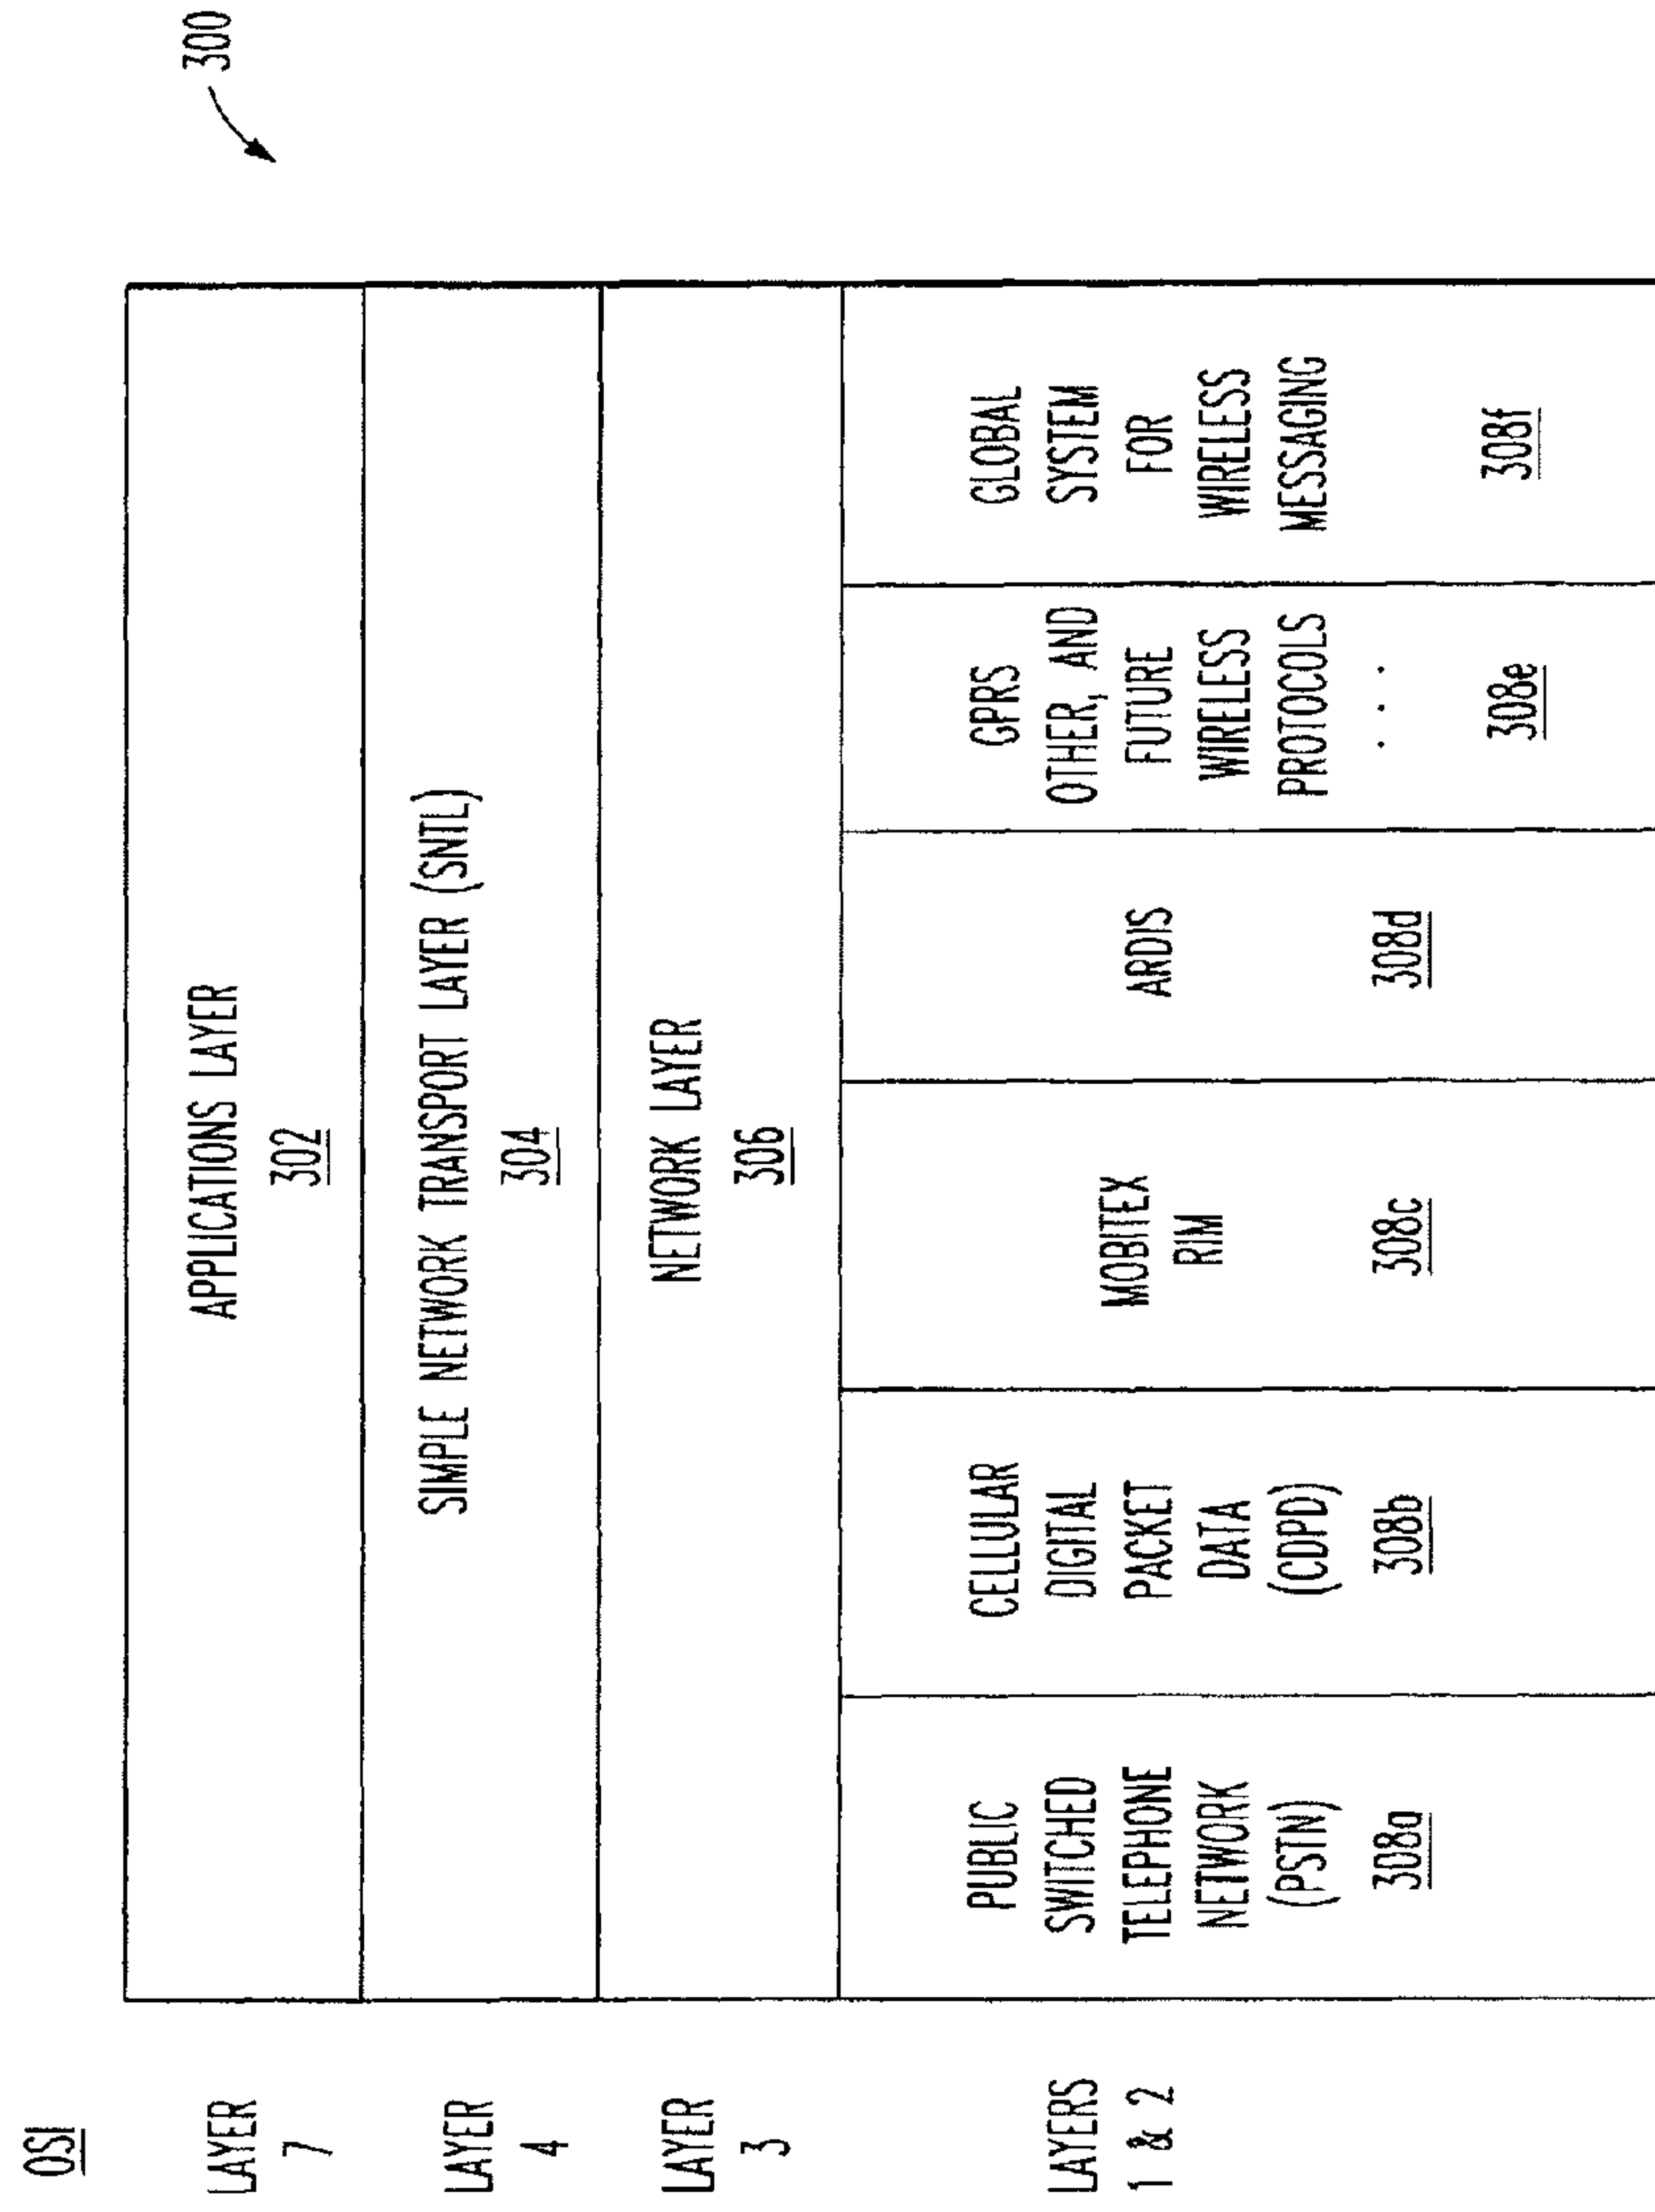 300
OSI
LAYER
7
APPLICATIONS LAYER
302
LAYER
4
SIMPLE NETWORK TRANSPORT LAYER (SNTL)
304
LAYER
3
NETWORK LAYER
306
LAYERS
1 & 2
PUBLIC
SWITCHED
TELEPHONE
NETWORK
(PSTN)
308a
CELLULAR
DIGITAL
PACKET
DATA
(CDPD)
308b
MOBITEX
RIM
308c
ARDIS
308d
GPRS
OTHER, AND
FUTURE
WIRELESS
PROTOCOLS
. . .
308e
GLOBAL
SYSTEM
FOR
WIRELESS
MESSAGING
308f